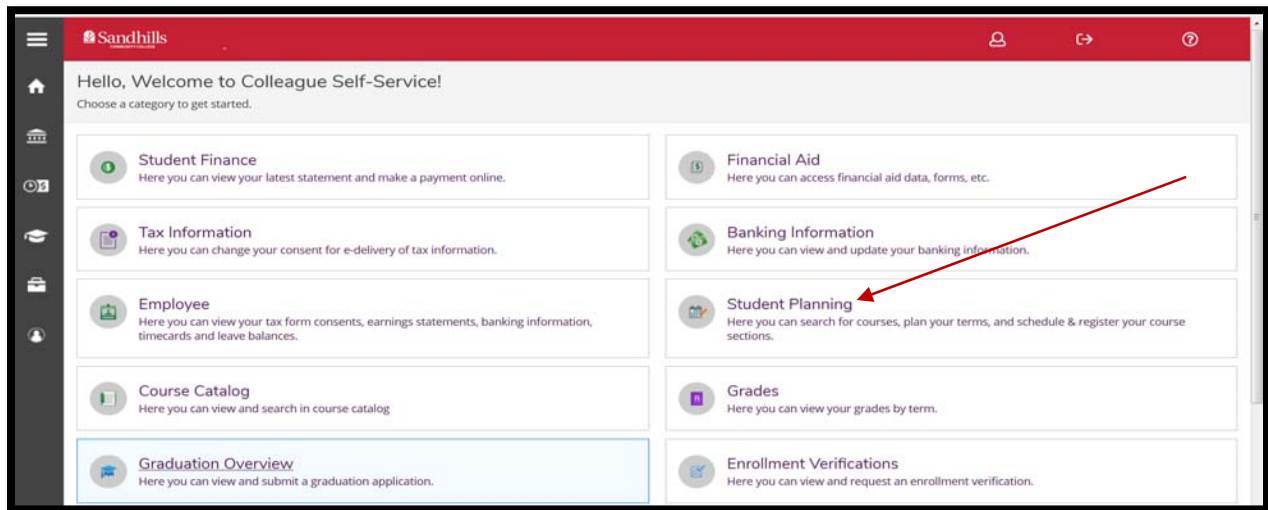 Sandhills
COMMUNITY COLLEGE
Hello, Welcome to Colleague Self-Service!
Choose a category to get started.
Student Finance
Here you can view your latest statement and make a payment online.
Financial Aid
Here you can access financial aid data, forms, etc.
Tax Information
Here you can change your consent for e-delivery of tax information.
Banking Information
Here you can view and update your banking information.
Employee
Here you can view your tax form consents, earnings statements, banking information,
timecards and leave balances.
Student Planning
Here you can search for courses, plan your terms, and schedule & register your course
sections.
Course Catalog
Here you can view and search in course catalog
Grades
Here you can view your grades by term.
Graduation Overview
Here you can view and submit a graduation application.
Enrollment Verifications
Here you can view and request an enrollment verification.